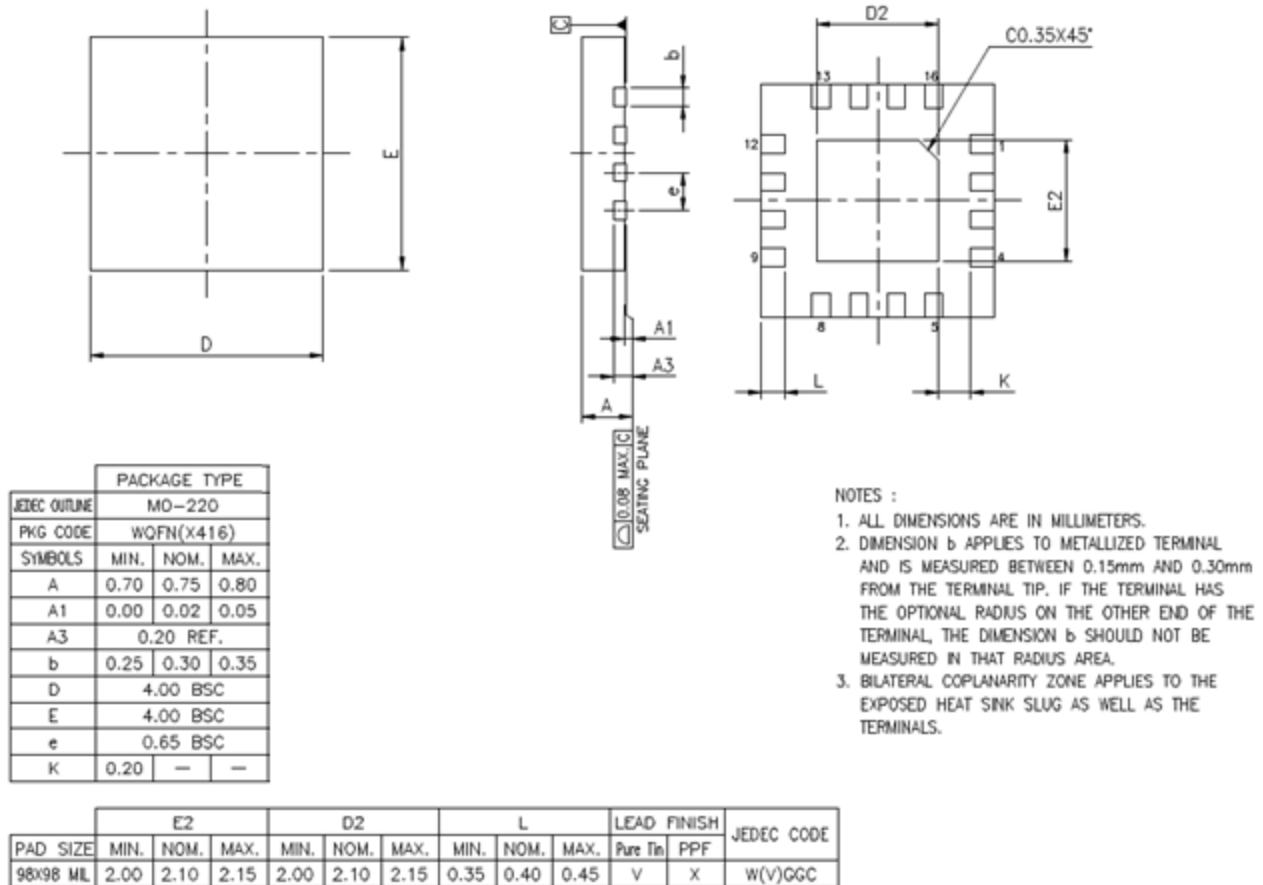 C
D2
C0.35X45°
b
13 16
12 1
E
e
E2
9 4
8 5
D
A1
A3
L K
A
0.08 MAX. C
SEATING PLANE
PACKAGE TYPE
JEDEC OUTLINE MO-220
PKG CODE WQFN(X416)
SYMBOLS MIN. NOM. MAX.
A 0.70 0.75 0.80
A1 0.00 0.02 0.05
A3 0.20 REF.
b 0.25 0.30 0.35
D 4.00 BSC
E 4.00 BSC
e 0.65 BSC
K 0.20 — —
NOTES :
1. ALL DIMENSIONS ARE IN MILLIMETERS.
2. DIMENSION b APPLIES TO METALLIZED TERMINAL
AND IS MEASURED BETWEEN 0.15mm AND 0.30mm
FROM THE TERMINAL TIP. IF THE TERMINAL HAS
THE OPTIONAL RADIUS ON THE OTHER END OF THE
TERMINAL, THE DIMENSION b SHOULD NOT BE
MEASURED IN THAT RADIUS AREA.
3. BILATERAL COPLANARITY ZONE APPLIES TO THE
EXPOSED HEAT SINK SLUG AS WELL AS THE
TERMINALS.
E2 D2 L LEAD FINISH JEDEC CODE
PAD SIZE MIN. NOM. MAX. MIN. NOM. MAX. MIN. NOM. MAX. Pure Tin PPF
98X98 MIL 2.00 2.10 2.15 2.00 2.10 2.15 0.35 0.40 0.45 V X W(V)GGC